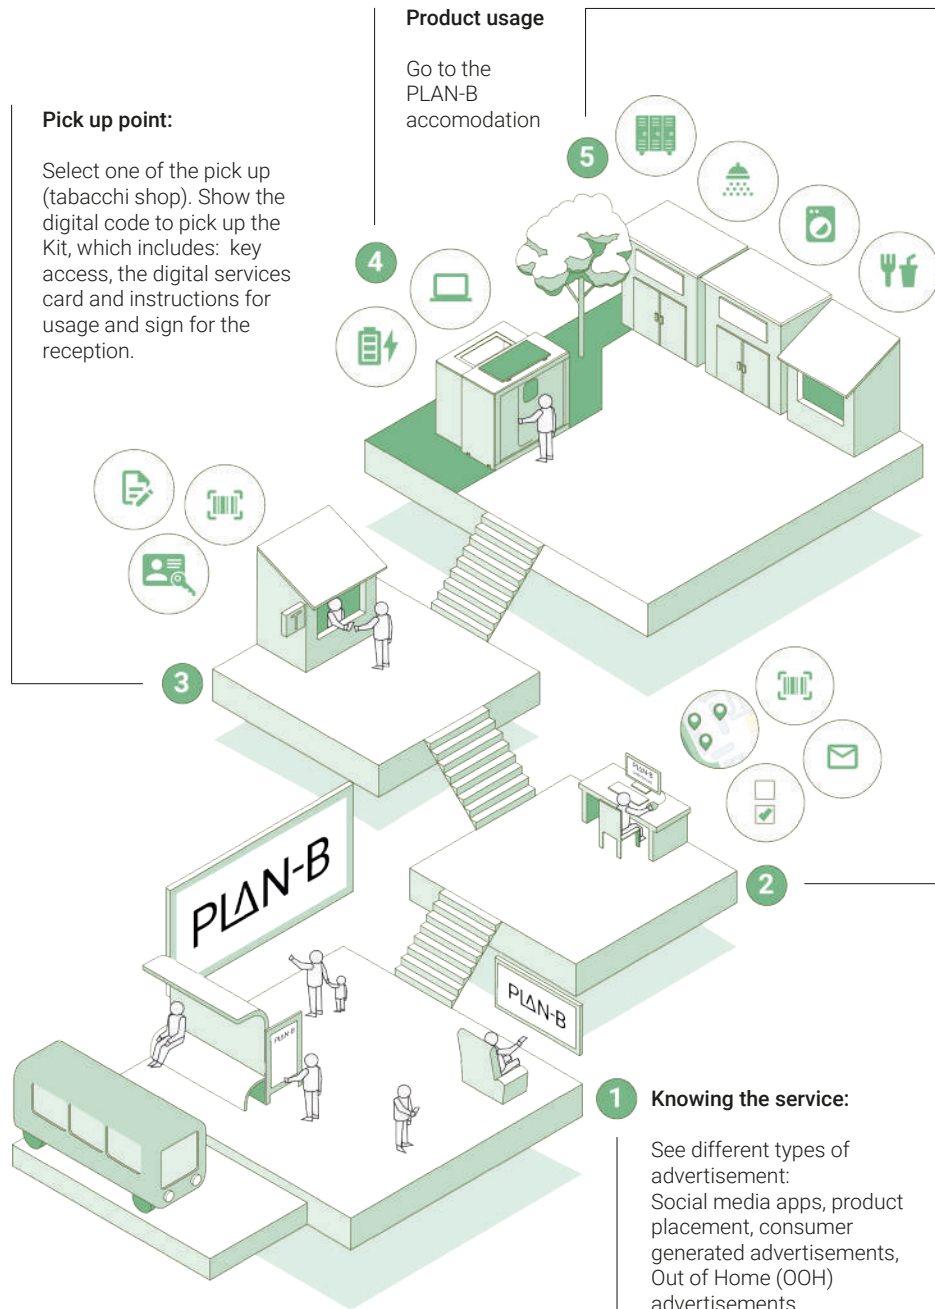 Product usage
Go to the
PLAN-B
accomodation
Pick up point:
Select one of the pick up
(tabacchi shop). Show the
digital code to pick up the
Kit, which includes:  key
access, the digital services
card and instructions for
usage and sign for the
reception.
5
4
T
3
PLAN-B
2
PLAN-B
PLAN-B
PLAN-B
1
Knowing the service:
See different types of
advertisement:
Social media apps, product
placement, consumer
generated advertisements,
Out of Home (OOH)
advertisements